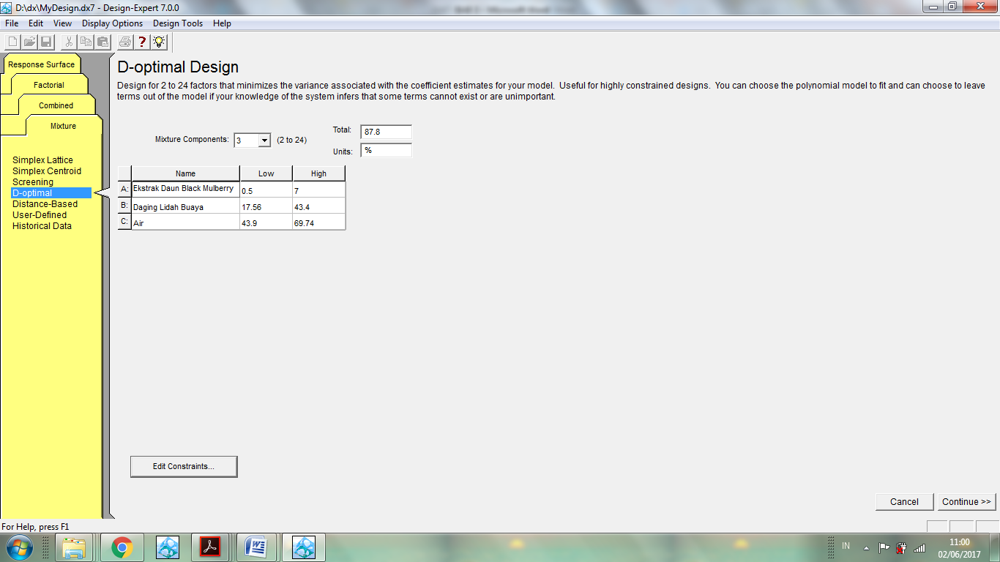 D:\dx\MyDesign.dx7 - Design-Expert 7.0.0
File Edit View Display Options Design Tools Help
Response Surface
Factorial
Combined
Mixture
Simplex Lattice
Simplex Centroid
Screening
D-optimal
Distance-Based
User-Defined
Historical Data
D-optimal Design
Design for 2 to 24 factors that minimizes the variance associated with the coefficient estimates for your model. Useful for highly constrained designs. You can choose the polynomial model to fit and can choose to leave
terms out of the model if your knowledge of the system infers that some terms cannot exist or are unimportant.
Mixture Components: 3 (2 to 24)
Total: 87.8
Units: %
Name Low High
A: Ekstrak Daun Black Mulberry 0.5 7
B: Daging Lidah Buaya 17.56 43.4
C: Air 43.9 69.74
Edit Constraints...
Cancel Continue >>
For Help, press F1
IN 11:00
02/06/2017